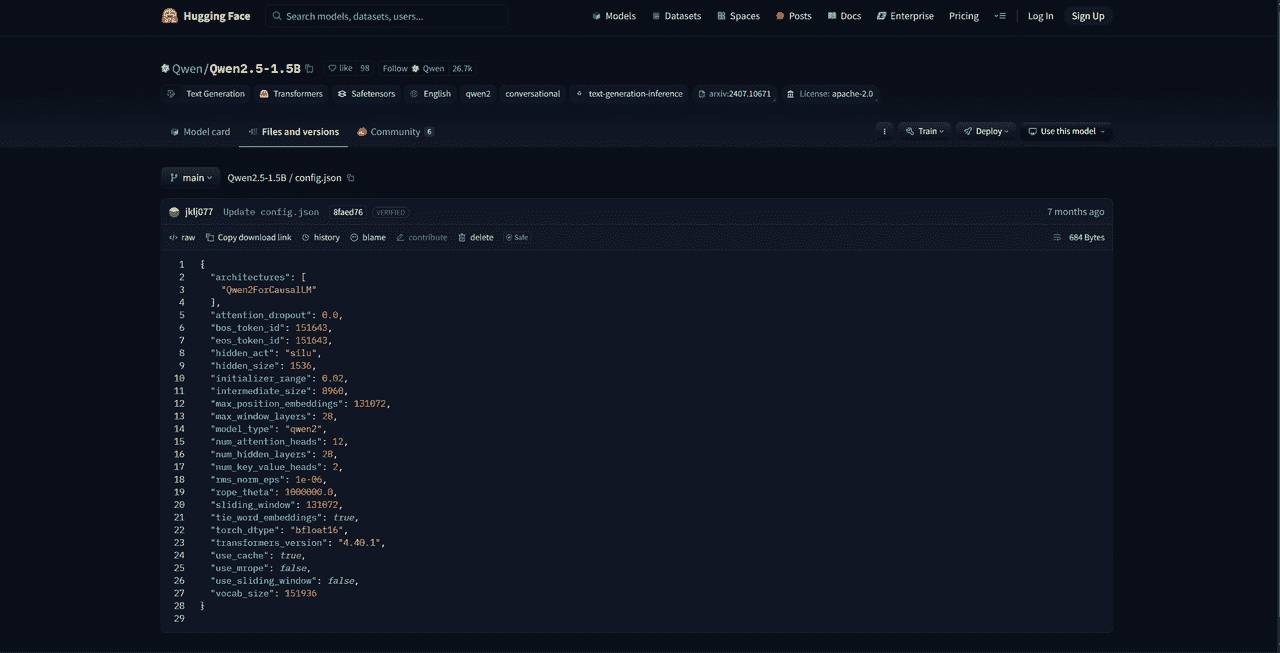 Hugging Face
Search models, datasets, users...
Models
Datasets
Spaces
Posts
Docs
Enterprise
Pricing
Log In
Sign Up
Qwen/Qwen2.5-1.5B
like 98
Follow Qwen 26.7k
Text Generation
Transformers
Safetensors
English
qwen2
conversational
text-generation-inference
arxiv:2407.10671
License: apache-2.0
Model card
Files and versions
Community 6
Train
Deploy
Use this model
main
Qwen2.5-1.5B / config.json
jklj077 Update config.json 8faed76 VERIFIED
7 months ago
raw
Copy download link
history
blame
contribute
delete
Safe
684 Bytes
1 {
2 "architectures": [
3 "Qwen2ForCausalLM"
4 ],
5 "attention_dropout": 0.0,
6 "bos_token_id": 151643,
7 "eos_token_id": 151643,
8 "hidden_act": "silu",
9 "hidden_size": 1536,
10 "initializer_range": 0.02,
11 "intermediate_size": 8960,
12 "max_position_embeddings": 131072,
13 "max_window_layers": 28,
14 "model_type": "qwen2",
15 "num_attention_heads": 12,
16 "num_hidden_layers": 28,
17 "num_key_value_heads": 2,
18 "rms_norm_eps": 1e-06,
19 "rope_theta": 1000000.0,
20 "sliding_window": 131072,
21 "tie_word_embeddings": true,
22 "torch_dtype": "bfloat16",
23 "transformers_version": "4.40.1",
24 "use_cache": true,
25 "use_mrope": false,
26 "use_sliding_window": false,
27 "vocab_size": 151936
28 }
29